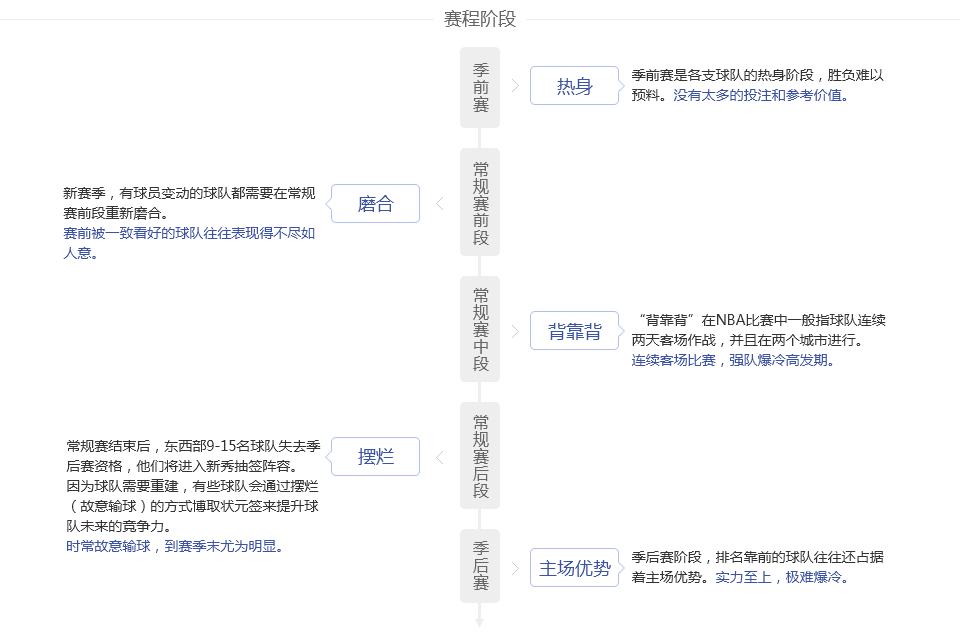 赛程阶段
季前赛
热身
季前赛是各支球队的热身阶段，胜负难以
预料。没有太多的投注和参考价值。
常规赛前段
磨合
新赛季，有球员变动的球队都需要在常规
赛前段重新磨合。
赛前被一致看好的球队往往表现得不尽如
人意。
常规赛中段
背靠背
“背靠背”在NBA比赛中一般指球队连续
两天客场作战，并且在两个城市进行。
连续客场比赛，强队爆冷高发期。
常规赛后段
摆烂
常规赛结束后，东西部9-15名球队失去季
后赛资格，他们将进入新秀抽签阵容。
因为球队需要重建，有些球队会通过摆烂
（故意输球）的方式博取状元签来提升球
队未来的竞争力。
时常故意输球，到赛季末尤为明显。
季后赛
主场优势
季后赛阶段，排名靠前的球队往往还占据
着主场优势。实力至上，极难爆冷。